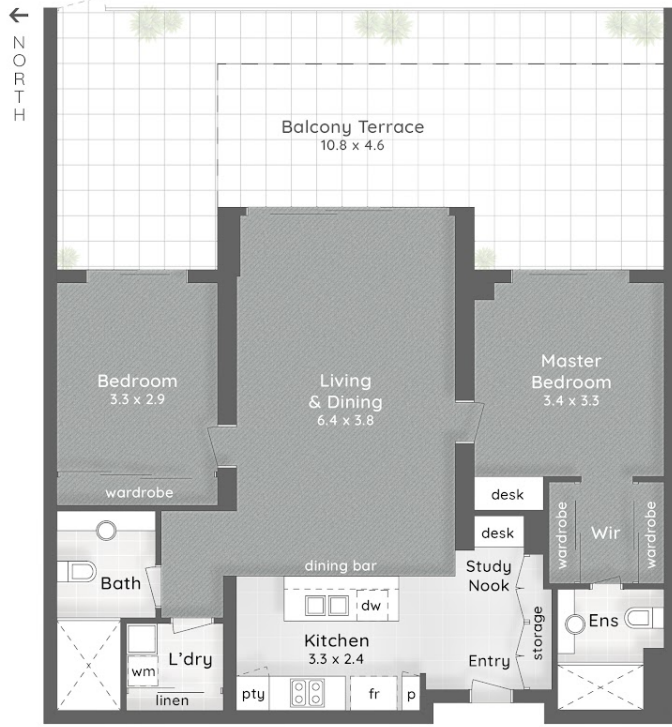 NORTH
Balcony Terrace
10.8 x 4.6
Bedroom
3.3 x 2.9
Living
& Dining
6.4 x 3.8
Master
Bedroom
3.4 x 3.3
wardrobe
desk
desk
wardrobe
Wir
wardrobe
Bath
dining bar
Study
Nook
dw
Kitchen
3.3 x 2.4
Entry
storage
Ens
L'dry
wm
linen
pty
fr
p